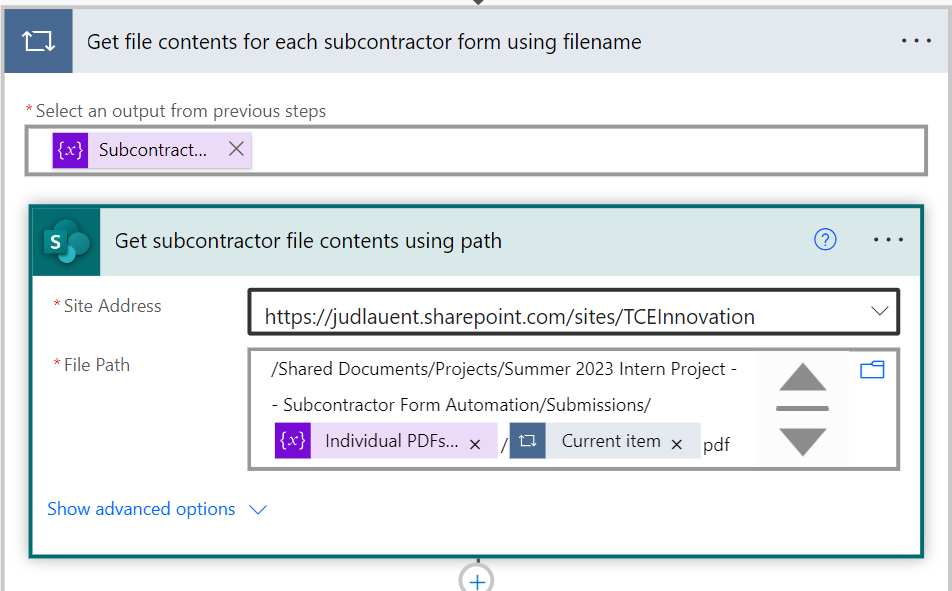 Get file contents for each subcontractor form using filename
* Select an output from previous steps
{x} Subcontract...
S
Get subcontractor file contents using path
* Site Address
https://judlauent.sharepoint.com/sites/TCEInnovation
* File Path
/Shared Documents/Projects/Summer 2023 Intern Project -
- Subcontractor Form Automation/Submissions/
{x} Individual PDFs... × / Current item × pdf
Show advanced options